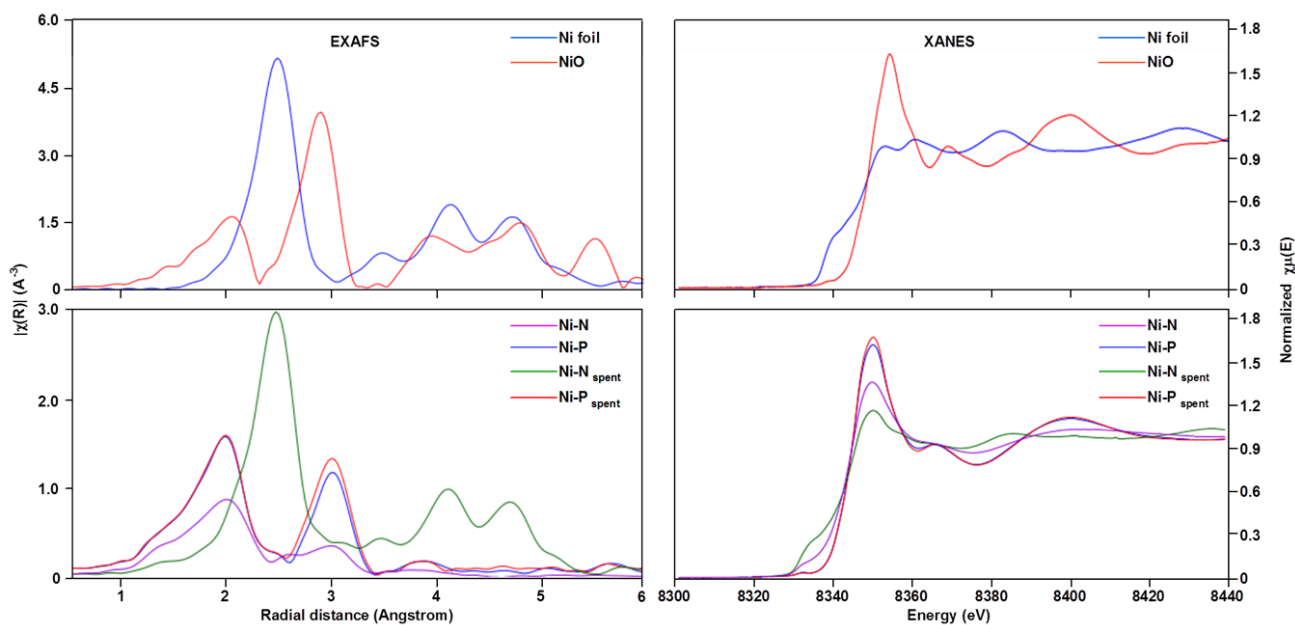 6.0
EXAFS
Ni foil
NiO
4.5
3.0
1.5
0
XANES
Ni foil
NiO
1.8
1.5
1.2
0.9
0.6
0.3
0
|χ(R)| (A⁻³)
Normalized χμ(E)
3.0
Ni-N
Ni-P
Ni-N spent
Ni-P spent
2.0
1.0
0
1 2 3 4 5 6
Radial distance (Angstrom)
Ni-N
Ni-P
Ni-N spent
Ni-P spent
1.8
1.5
1.2
0.9
0.6
0.3
0
8300 8320 8340 8360 8380 8400 8420 8440
Energy (eV)